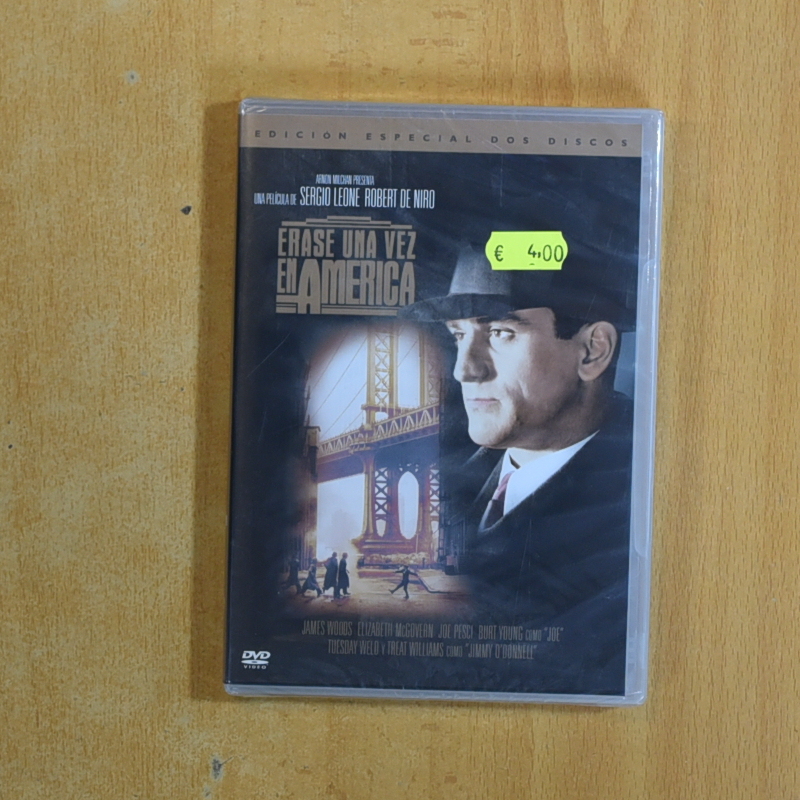 EDICIÓN ESPECIAL DOS DISCOS
ARNON MILCHAN PRESENTA
UNA PELÍCULA DE SERGIO LEONE ROBERT DE NIRO
ERASE UNA VEZ
EN AMERICA
€ 4,00
JAMES WOODS ELIZABETH McGOVERN JOE PESCI BURT YOUNG COMO "JOE"
TUESDAY WELD Y TREAT WILLIAMS COMO "JIMMY O'DONNELL"
DVD
VIDEO